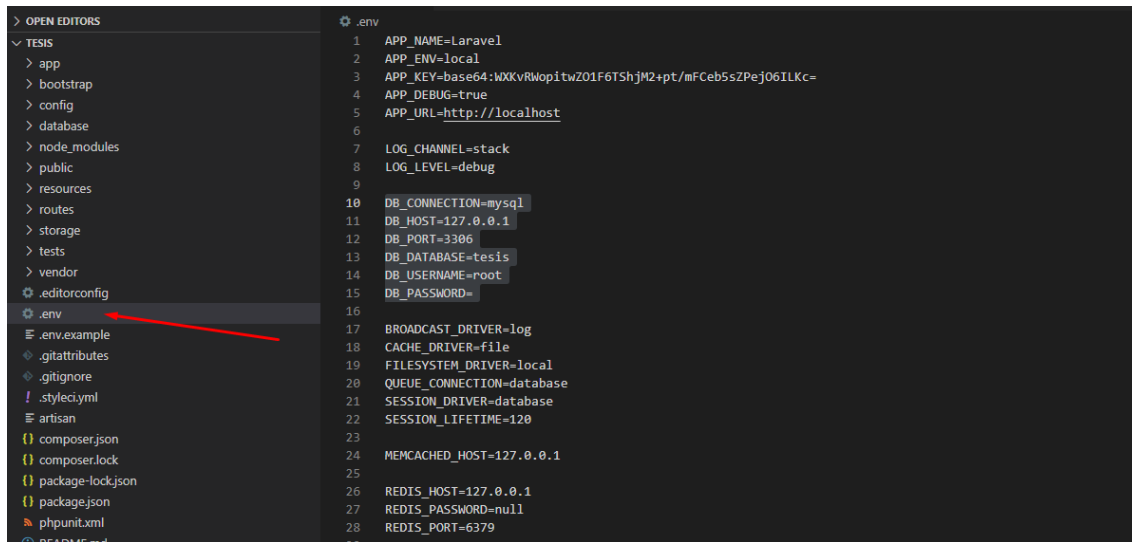 OPEN EDITORS
TESIS
app
bootstrap
config
database
node_modules
public
resources
routes
storage
tests
vendor
.editorconfig
.env
.env.example
.gitattributes
.gitignore
.styleci.yml
artisan
composer.json
composer.lock
package-lock.json
package.json
phpunit.xml
README.md
.env
1 APP_NAME=Laravel
2 APP_ENV=local
3 APP_KEY=base64:WXKvRWopitwZO1F6TShjM2+pt/mFCeb5sZPejO6ILKc=
4 APP_DEBUG=true
5 APP_URL=http://localhost
6
7 LOG_CHANNEL=stack
8 LOG_LEVEL=debug
9
10 DB_CONNECTION=mysql
11 DB_HOST=127.0.0.1
12 DB_PORT=3306
13 DB_DATABASE=tesis
14 DB_USERNAME=root
15 DB_PASSWORD=
16
17 BROADCAST_DRIVER=log
18 CACHE_DRIVER=file
19 FILESYSTEM_DRIVER=local
20 QUEUE_CONNECTION=database
21 SESSION_DRIVER=database
22 SESSION_LIFETIME=120
23
24 MEMCACHED_HOST=127.0.0.1
25
26 REDIS_HOST=127.0.0.1
27 REDIS_PASSWORD=null
28 REDIS_PORT=6379